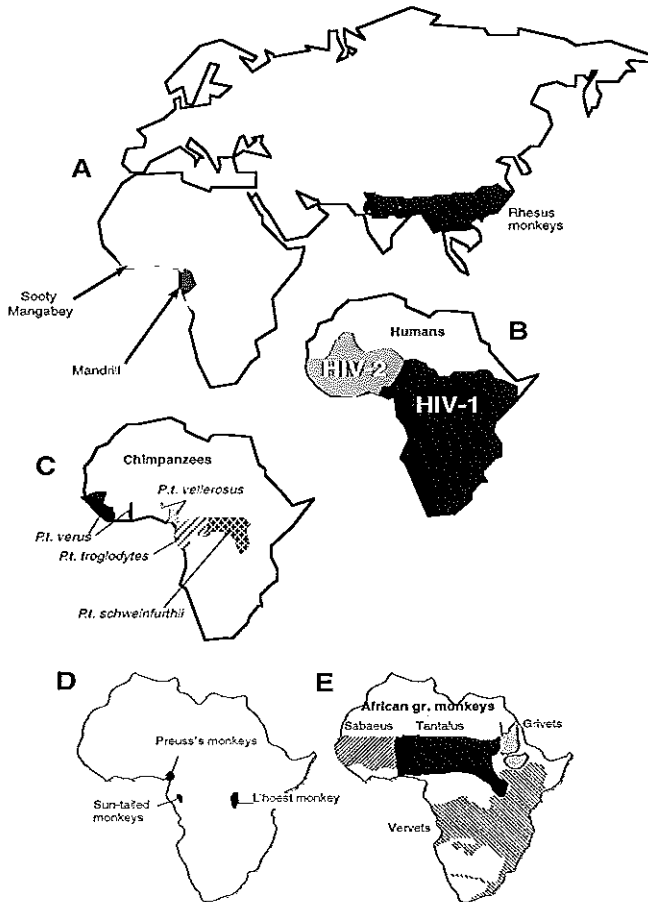 A
Rhesus
monkeys
Sooty
Mangabey
Mandrill
B
Humans
HIV-2
HIV-1
C
Chimpanzees
P.t. vellerosus
P.t. verus
P.t. troglodytes
P.t. schweinfurthii
D
Preuss's monkeys
Sun-tailed
monkeys
L'hoest monkey
E
African gr. monkeys
Sabaeus Tantalus Grivets
Vervets